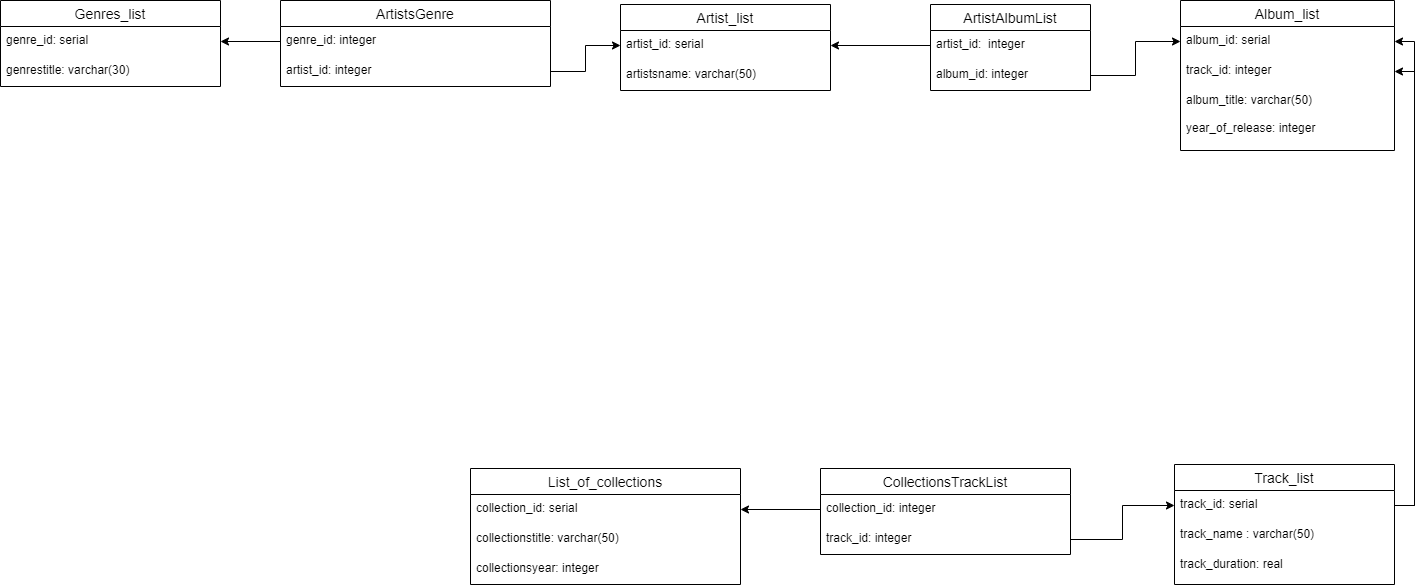 Genres_list
genre_id: serial
genrestitle: varchar(30)
ArtistsGenre
genre_id: integer
artist_id: integer
Artist_list
artist_id: serial
artistsname: varchar(50)
ArtistAlbumList
artist_id:  integer
album_id: integer
Album_list
album_id: serial
track_id: integer
album_title: varchar(50)
year_of_release: integer
List_of_collections
collection_id: serial
collectionstitle: varchar(50)
collectionsyear: integer
CollectionsTrackList
collection_id: integer
track_id: integer
Track_list
track_id: serial
track_name : varchar(50)
track_duration: real